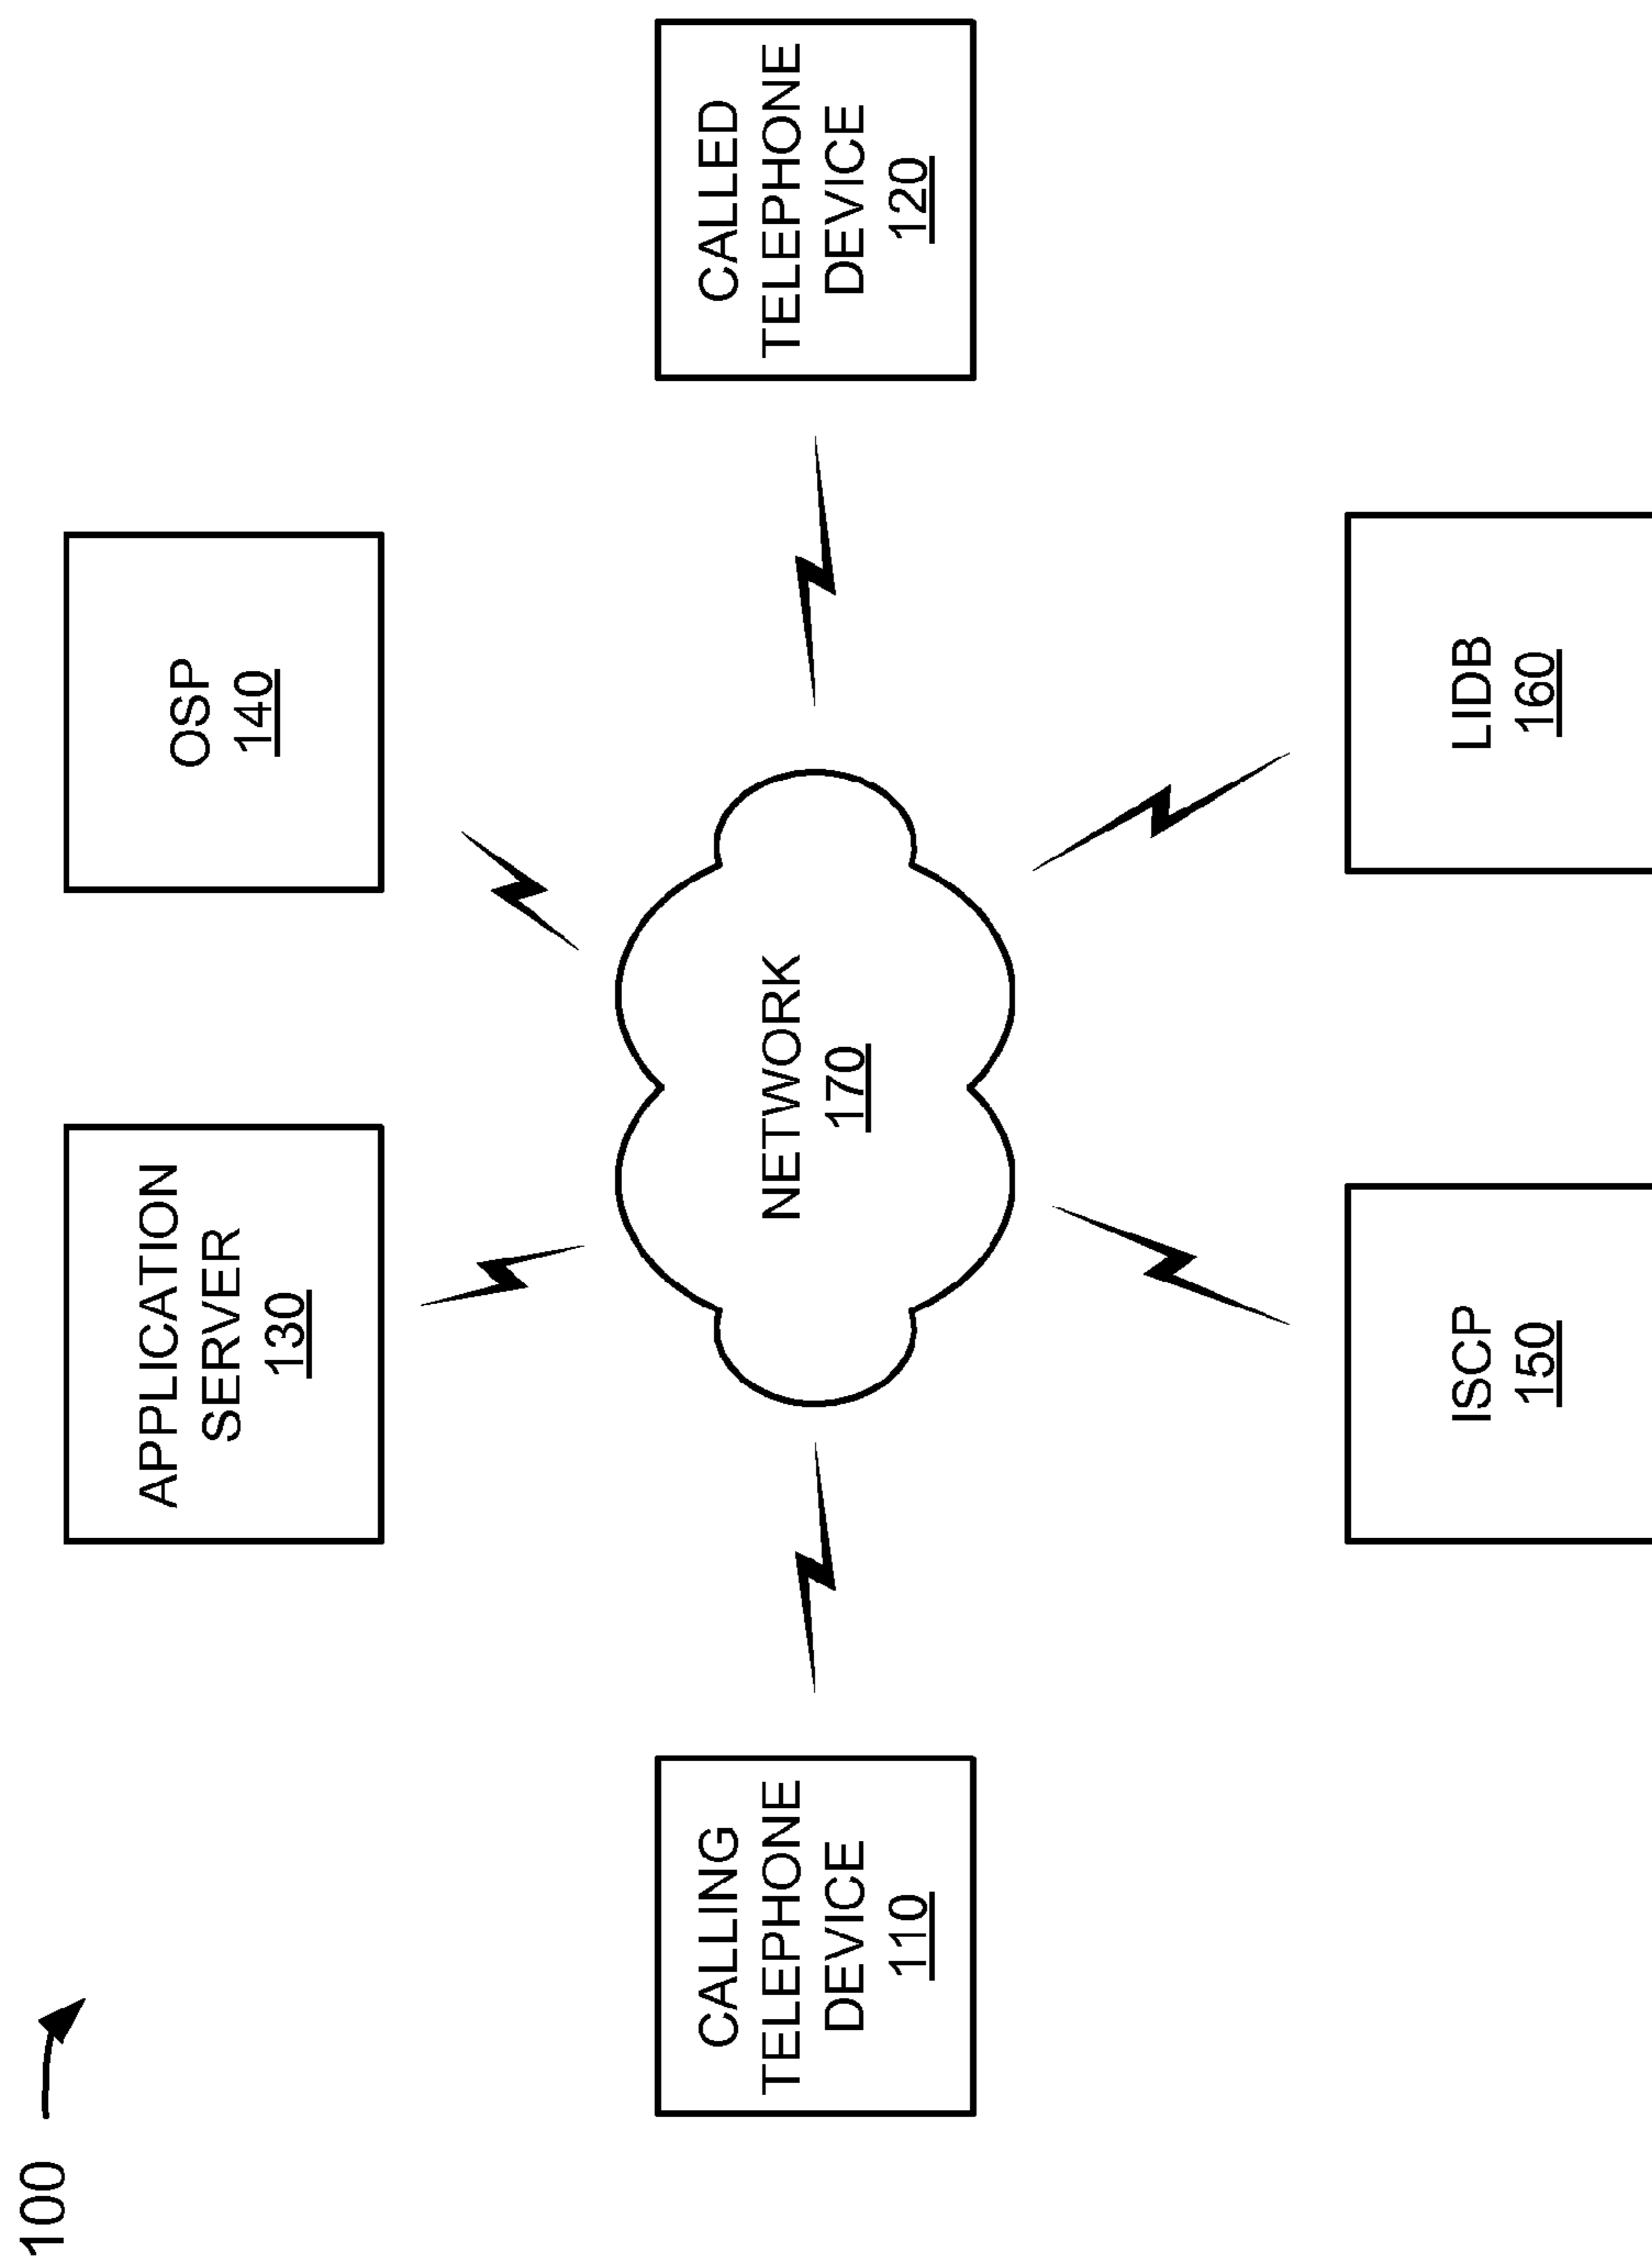 100
APPLICATION
SERVER
130
OSP
140
CALLING
TELEPHONE
DEVICE
110
NETWORK
170
CALLED
TELEPHONE
DEVICE
120
ISCP
150
LIDB
160